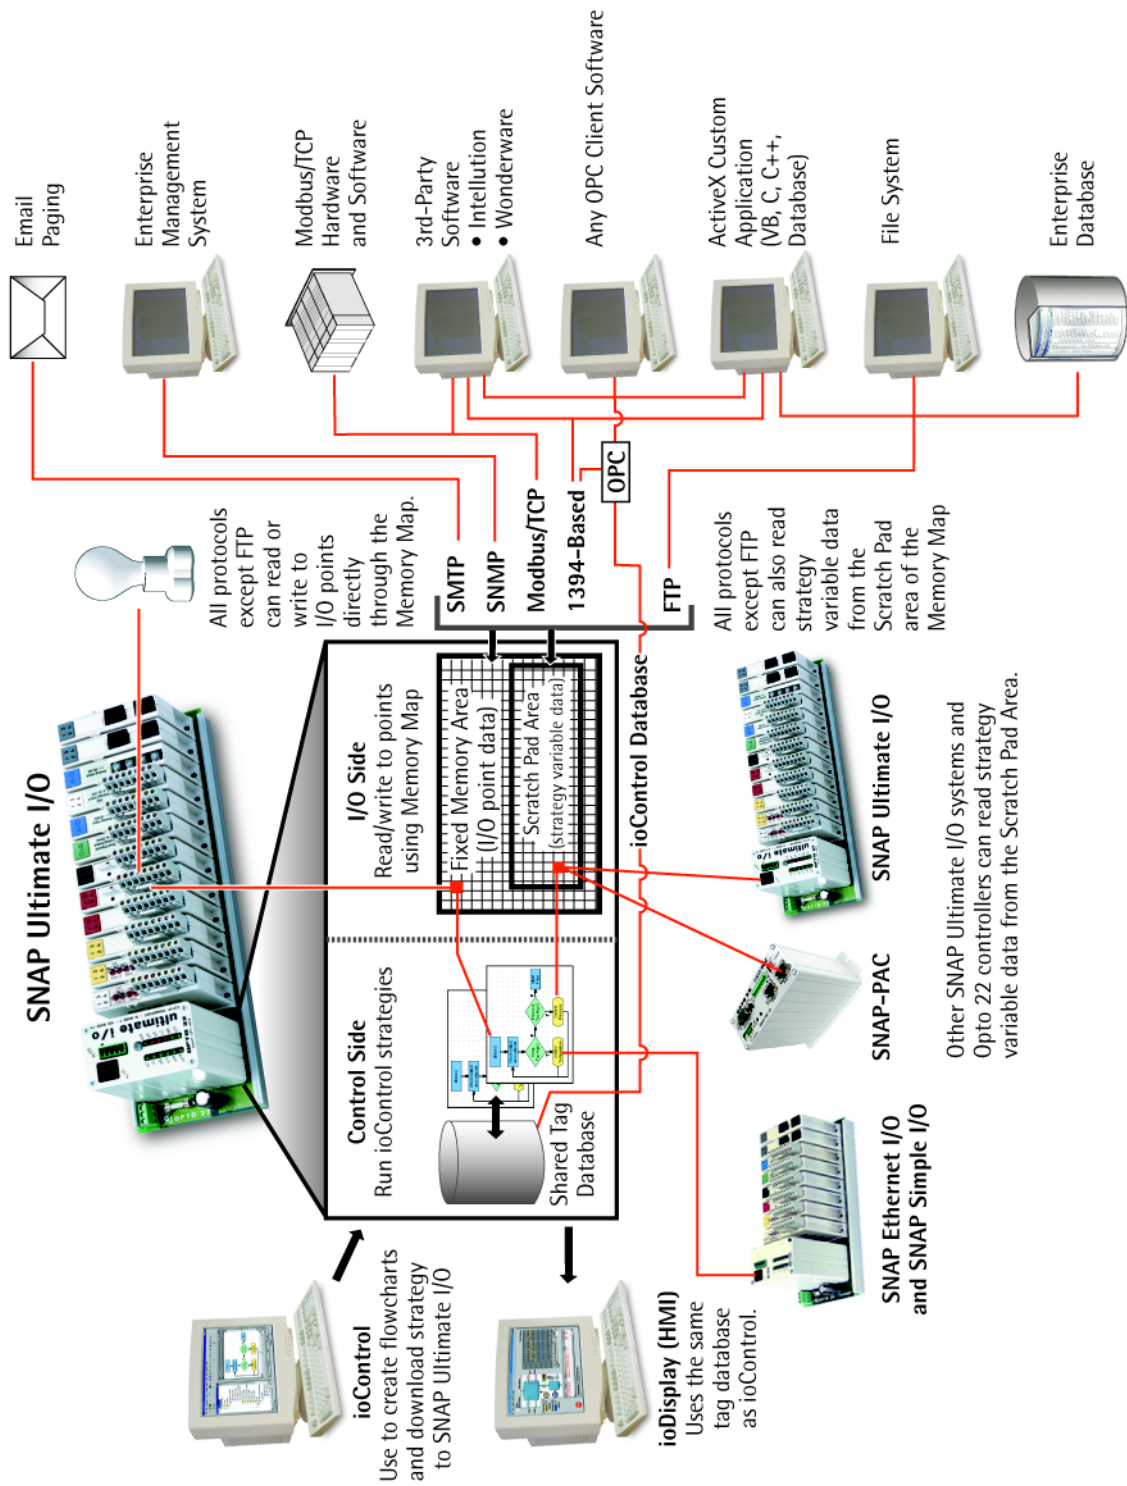 SNAP Ultimate I/O
ioControl
Use to create flowcharts
and download strategy
to SNAP Ultimate I/O
ioDisplay (HMI)
Uses the same
tag database
as ioControl.
Control Side
Run ioControl strategies
Shared Tag
Database
I/O Side
Read/write to points
using Memory Map
Fixed Memory Area
(I/O point data)
Scratch Pad Area
(strategy variable data)
ioControl Database
All protocols
except FTP
can read or
write to
I/O points
directly
through the
Memory Map.
SMTP
SNMP
Modbus/TCP
1394-Based
OPC
FTP
All protocols
except FTP
can also read
strategy
variable data
from the
Scratch Pad
area of the
Memory Map
Email
Paging
Enterprise
Management
System
Modbus/TCP
Hardware
and Software
3rd-Party
Software
• Intellution
• Wonderware
Any OPC Client Software
ActiveX Custom
Application
(VB, C, C++,
Database)
File System
Enterprise
Database
SNAP Ethernet I/O
and SNAP Simple I/O
SNAP-PAC
SNAP Ultimate I/O
Other SNAP Ultimate I/O systems and
Opto 22 controllers can read strategy
variable data from the Scratch Pad Area.
ultimate i/o
OPTO 22
ultimate i/o